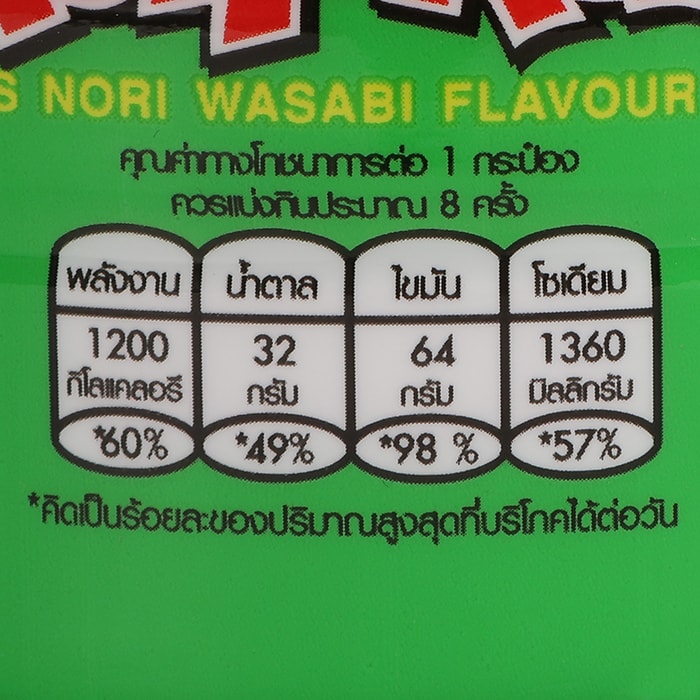 S NORI WASABI FLAVOUR
คุณค่าทางโภชนาการต่อ 1 กระป๋อง
ควรแบ่งกินประมาณ 8 ครั้ง
พลังงาน น้ำตาล ไขมัน โซเดียม
1200 32 64 1360
กิโลแคลอรี กรัม กรัม มิลลิกรัม
*60% *49% *98 % *57%
*คิดเป็นร้อยละของปริมาณสูงสุดที่บริโภคได้ต่อวัน